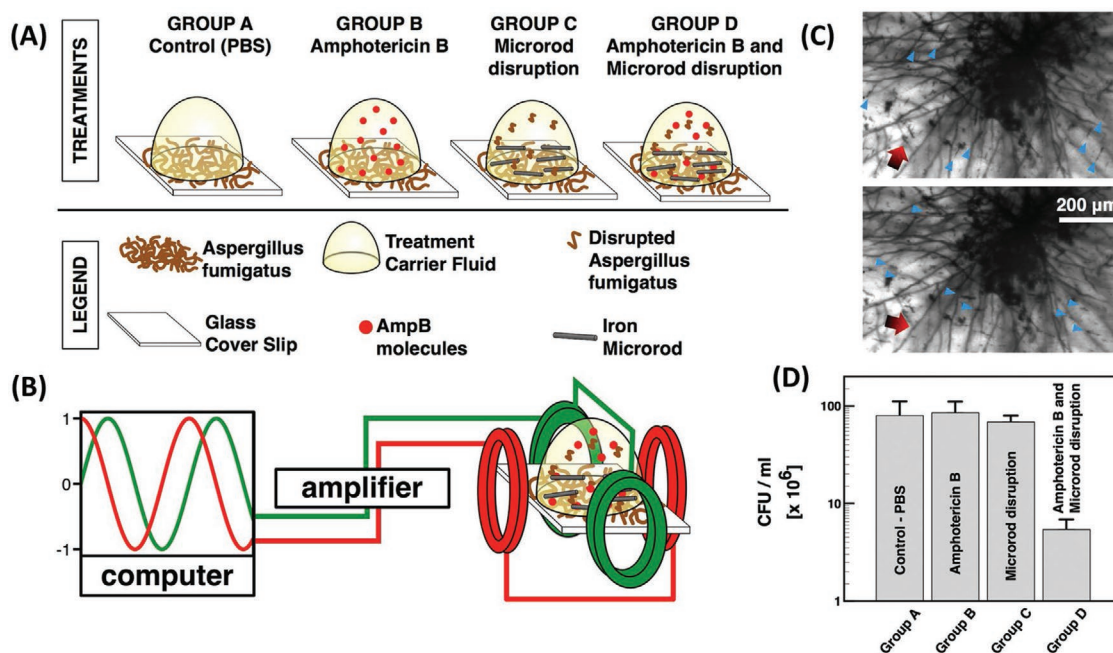 (A)
TREATMENTS
GROUP A
Control (PBS)
GROUP B
Amphotericin B
GROUP C
Microrod
disruption
GROUP D
Amphotericin B and
Microrod disruption
LEGEND
Aspergillus
fumigatus
Treatment
Carrier Fluid
Disrupted
Aspergillus
fumigatus
Glass
Cover Slip
AmpB
molecules
Iron
Microrod
(B)
1
0
-1
computer
amplifier
(C)
200 μm
(D)
CFU / ml
[x 10⁶]
100
10
1
Control - PBS
Amphotericin B
Microrod disruption
Amphotericin B and
Microrod disruption
Group A
Group B
Group C
Group D